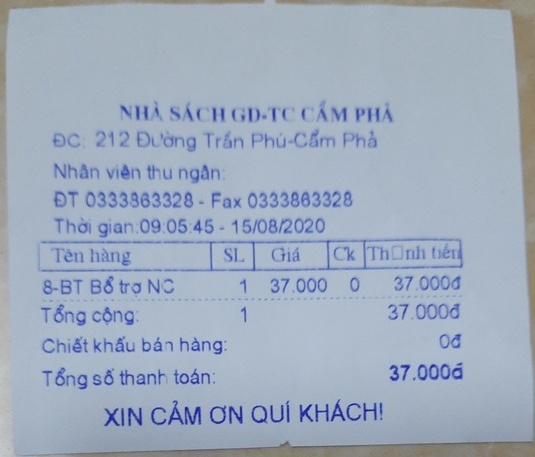 NHÀ SÁCH GD-TC CẨM PHẢ
ĐC: 212 Đường Trần Phú-Cẩm Phả
Nhân viên thu ngân:
ĐT 0333863328 - Fax 0333863328
Thời gian:09:05:45 - 15/08/2020
Tên hàng SL Giá Ck Th□nh tiền
8-BT Bổ trợ NC 1 37.000 0 37.000đ
Tổng cộng: 1 37.000đ
Chiết khấu bán hàng: 0đ
Tổng số thanh toán: 37.000đ
XIN CẢM ƠN QUÍ KHÁCH!